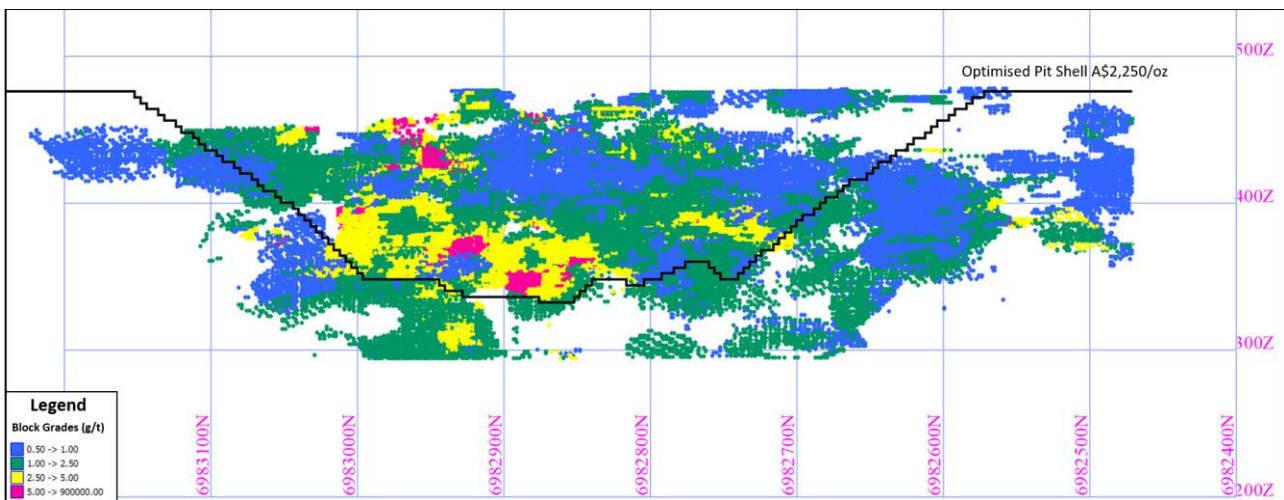 500Z
Optimised Pit Shell A$2,250/oz
400Z
300Z
200Z
6983100N
6983000N
6982900N
6982800N
6982700N
6982600N
6982500N
6982400N
Legend
Block Grades (g/t)
0.50 -> 1.00
1.00 -> 2.50
2.50 -> 5.00
5.00 -> 900000.00